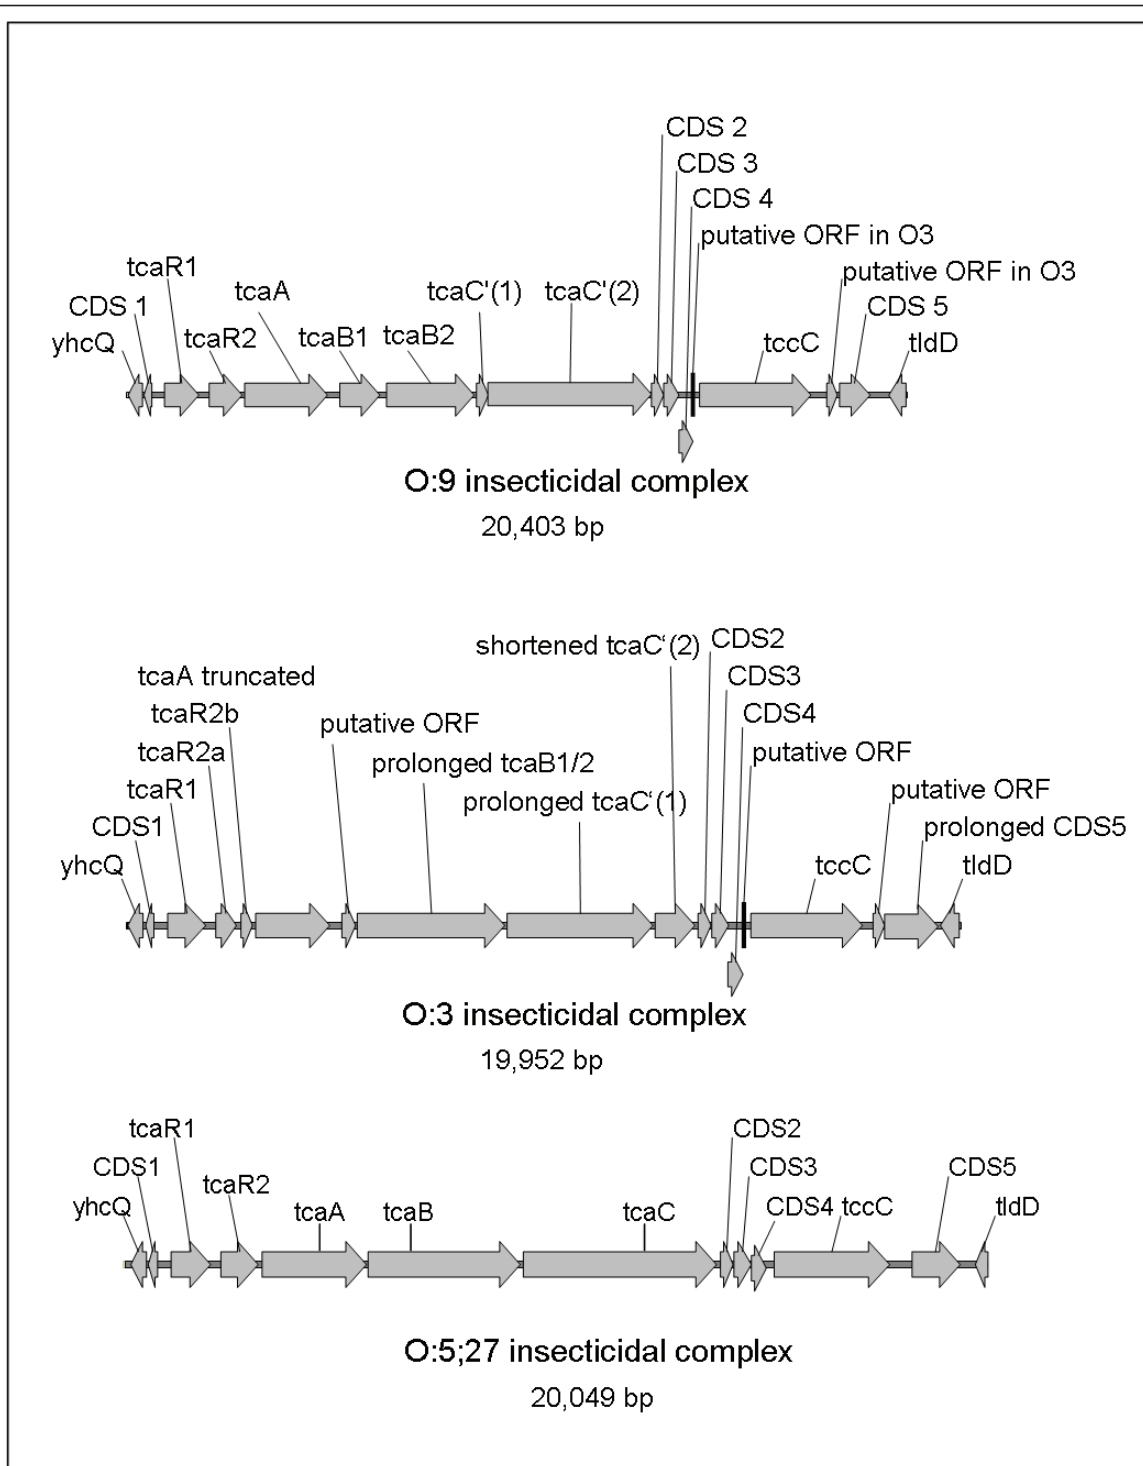 CDS 2
CDS 3
CDS 4
putative ORF in O3
tcaR1
putative ORF in O3
tcaA
tcaC'(1)
tcaC'(2)
CDS 1
CDS 5
yhcQ
tcaR2
tcaB1
tcaB2
tccC
tldD
O:9 insecticidal complex
20,403 bp
shortened tcaC‘(2)
CDS2
tcaA truncated
CDS3
tcaR2b
putative ORF
CDS4
tcaR2a
prolonged tcaB1/2
putative ORF
tcaR1
prolonged tcaC‘(1)
putative ORF
CDS1
prolonged CDS5
yhcQ
tccC
tldD
O:3 insecticidal complex
19,952 bp
tcaR1
CDS2
CDS1
CDS3
CDS5
tcaR2
yhcQ
tcaA
tcaB
tcaC
CDS4
tccC
tldD
O:5;27 insecticidal complex
20,049 bp